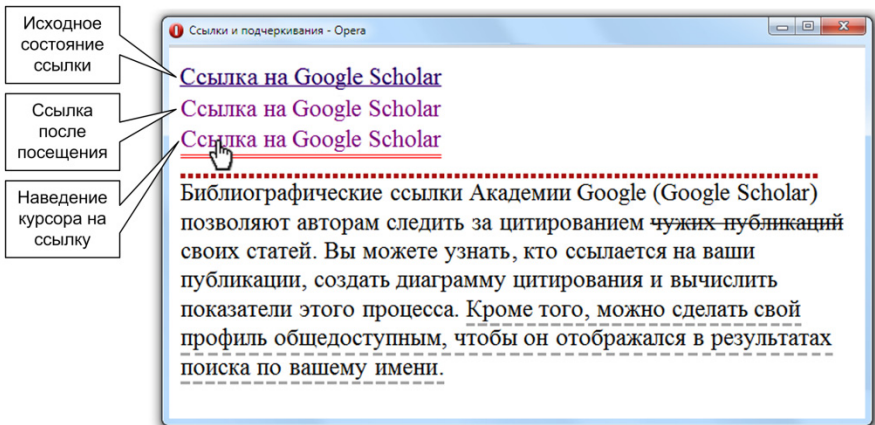 Исходное
состояние
ссылки
Ссылка
после
посещения
Наведение
курсора на
ссылку
Ссылки и подчеркивания - Opera
Ссылка на Google Scholar
Ссылка на Google Scholar
Ссылка на Google Scholar
Библиографические ссылки Академии Google (Google Scholar)
позволяют авторам следить за цитированием чужих публикаций
своих статей. Вы можете узнать, кто ссылается на ваши
публикации, создать диаграмму цитирования и вычислить
показатели этого процесса. Кроме того, можно сделать свой
профиль общедоступным, чтобы он отображался в результатах
поиска по вашему имени.